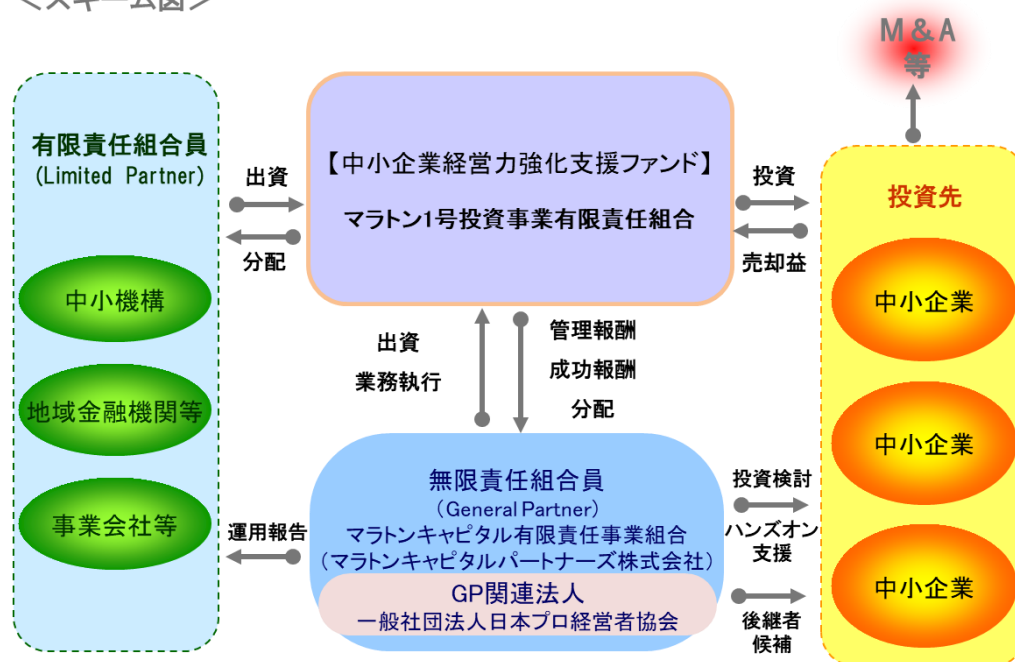 ＜スキーム図＞
M＆A
等
有限責任組合員
(Limited Partner)
中小機構
地域金融機関等
事業会社等
出資
分配
【中小企業経営力強化支援ファンド】
マラトン1号投資事業有限責任組合
投資
売却益
投資先
中小企業
中小企業
中小企業
出資
業務執行
管理報酬
成功報酬
分配
運用報告
無限責任組合員
（General Partner）
マラトンキャピタル有限責任事業組合
（マラトンキャピタルパートナーズ株式会社）
GP関連法人
一般社団法人日本プロ経営者協会
投資検討
ハンズオン
支援
後継者
候補